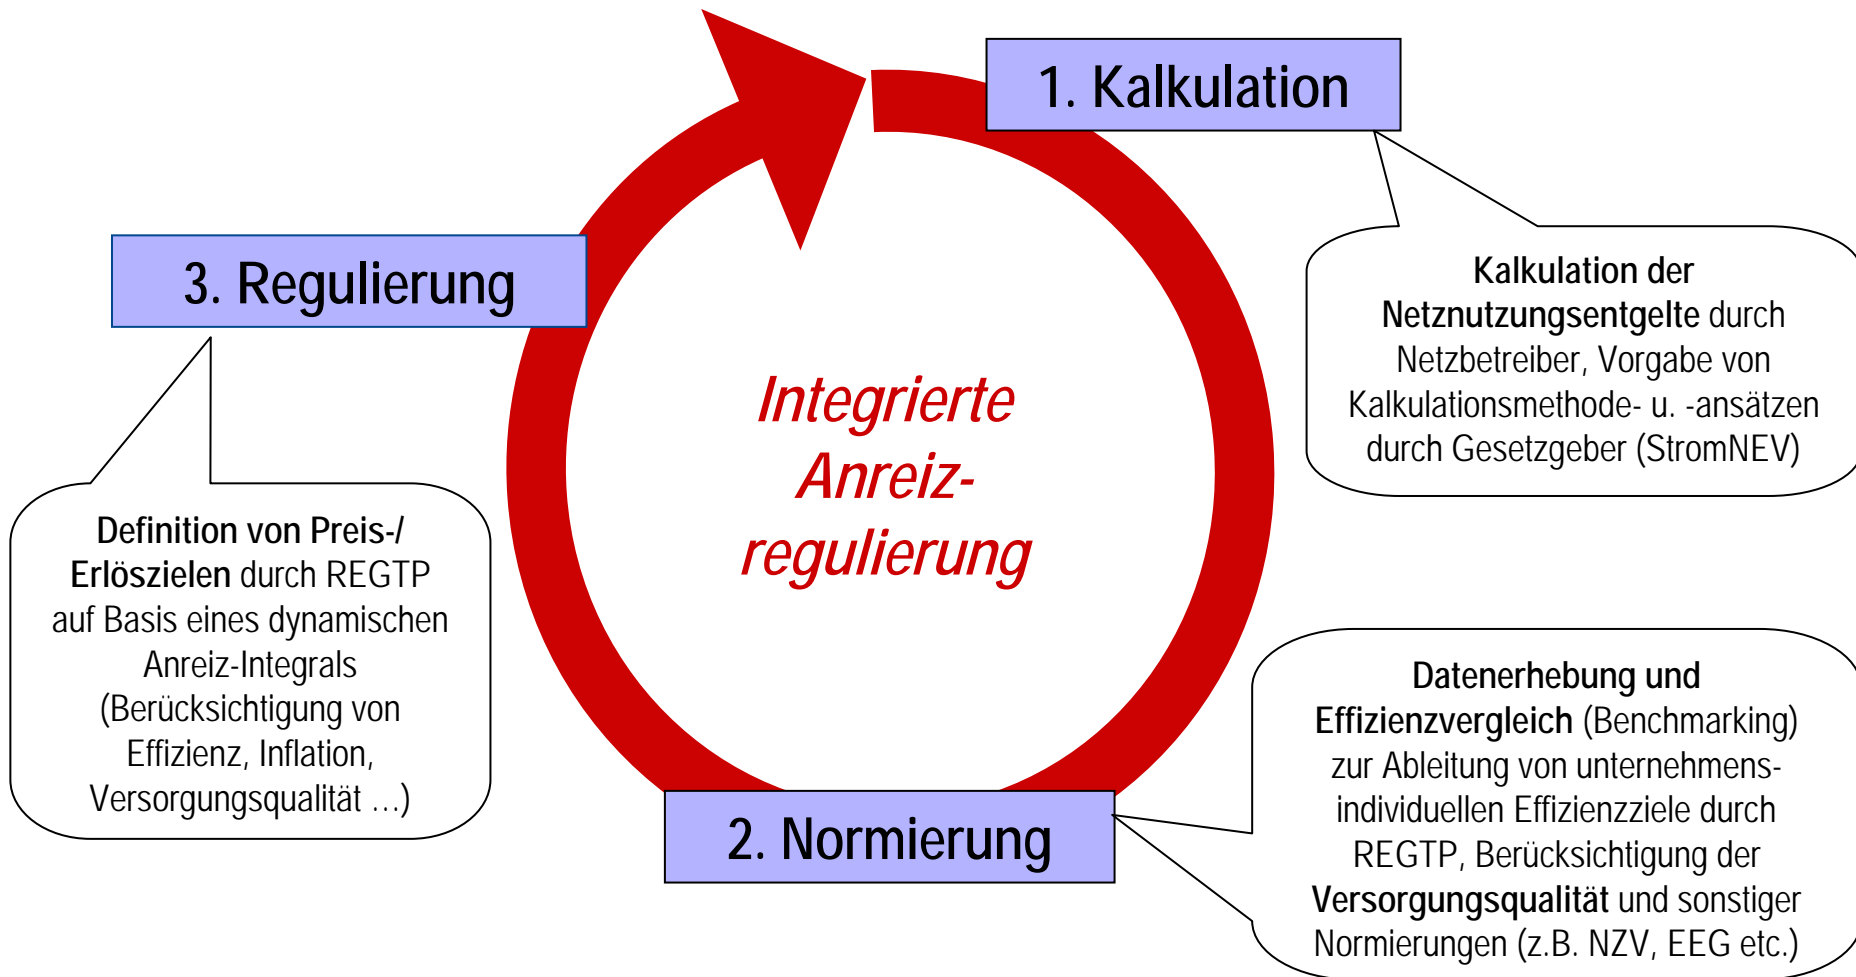 1. Kalkulation
Kalkulation der
Netznutzungsentgelte durch
Netzbetreiber, Vorgabe von
Kalkulationsmethode- u. -ansätzen
durch Gesetzgeber (StromNEV)
3. Regulierung
Integrierte
Anreiz-
regulierung
Definition von Preis-/
Erlöszielen durch REGTP
auf Basis eines dynamischen
Anreiz-Integrals
(Berücksichtigung von
Effizienz, Inflation,
Versorgungsqualität …)
2. Normierung
Datenerhebung und
Effizienzvergleich (Benchmarking)
zur Ableitung von unternehmens-
individuellen Effizienzziele durch
REGTP, Berücksichtigung der
Versorgungsqualität und sonstiger
Normierungen (z.B. NZV, EEG etc.)